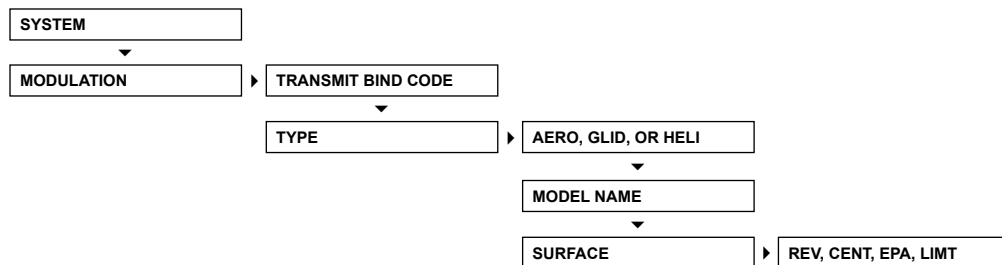 SYSTEM
MODULATION
TRANSMIT BIND CODE
TYPE
AERO, GLID, OR HELI
MODEL NAME
SURFACE
REV, CENT, EPA, LIMT